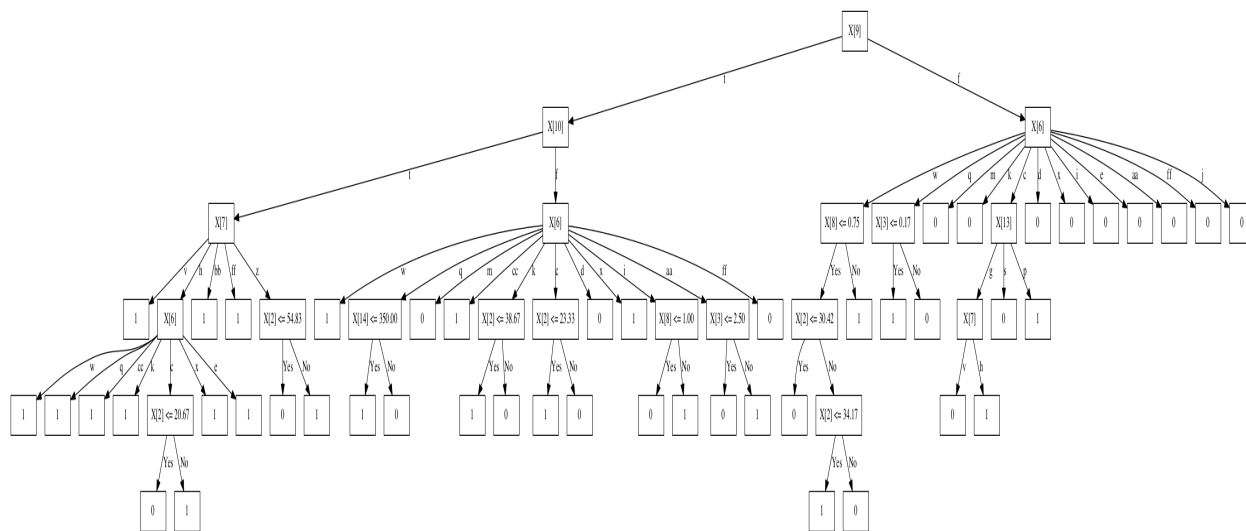 X[9]
t f
X[10] X[6]
t f w q m k c d x i e aa ff j
X[7] X[6] X[8] <= 0.75 X[3] <= 0.17 0 0 X[13] 0 0 0 0 0 0 0
v h bb ff z w q m cc k c d x i aa ff Yes No Yes No g s p
1 X[6] 1 1 X[2] <= 54.83 1 X[14] <= 350.00 0 1 X[2] <= 38.67 X[2] <= 23.33 0 1 X[8] <= 1.00 X[3] <= 2.50 0 X[2] <= 30.42 1 1 0 X[7] 0 1
w q cc k c x e Yes No Yes No Yes No Yes No Yes No Yes No Yes No v h
1 1 1 1 X[2] <= 20.67 1 1 0 1 1 0 1 0 1 0 0 1 0 1 0 X[2] <= 34.17 0 1
Yes No Yes No
0 1 1 0